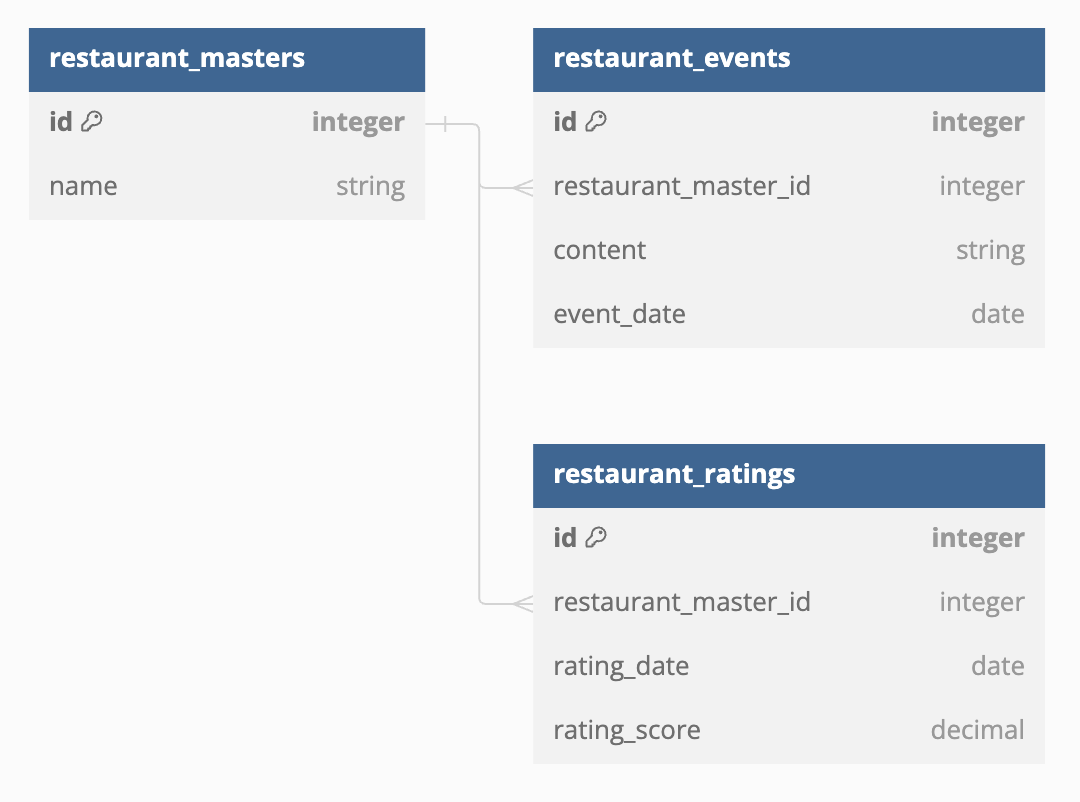 restaurant_masters
id integer
name string
restaurant_events
id integer
restaurant_master_id integer
content string
event_date date
restaurant_ratings
id integer
restaurant_master_id integer
rating_date date
rating_score decimal